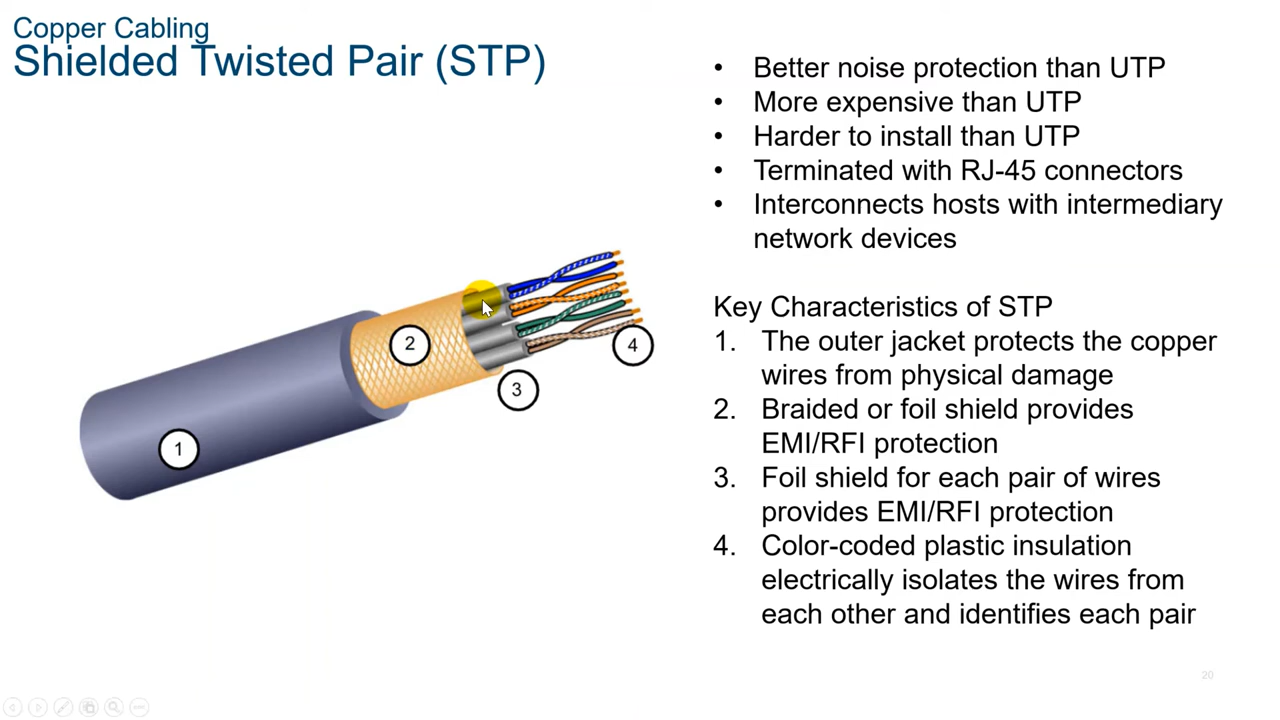 Copper Cabling
Shielded Twisted Pair (STP)
• Better noise protection than UTP
• More expensive than UTP
• Harder to install than UTP
• Terminated with RJ-45 connectors
• Interconnects hosts with intermediary
network devices
Key Characteristics of STP
1. The outer jacket protects the copper
wires from physical damage
2. Braided or foil shield provides
EMI/RFI protection
3. Foil shield for each pair of wires
provides EMI/RFI protection
4. Color-coded plastic insulation
electrically isolates the wires from
each other and identifies each pair
1
2
3
4
20